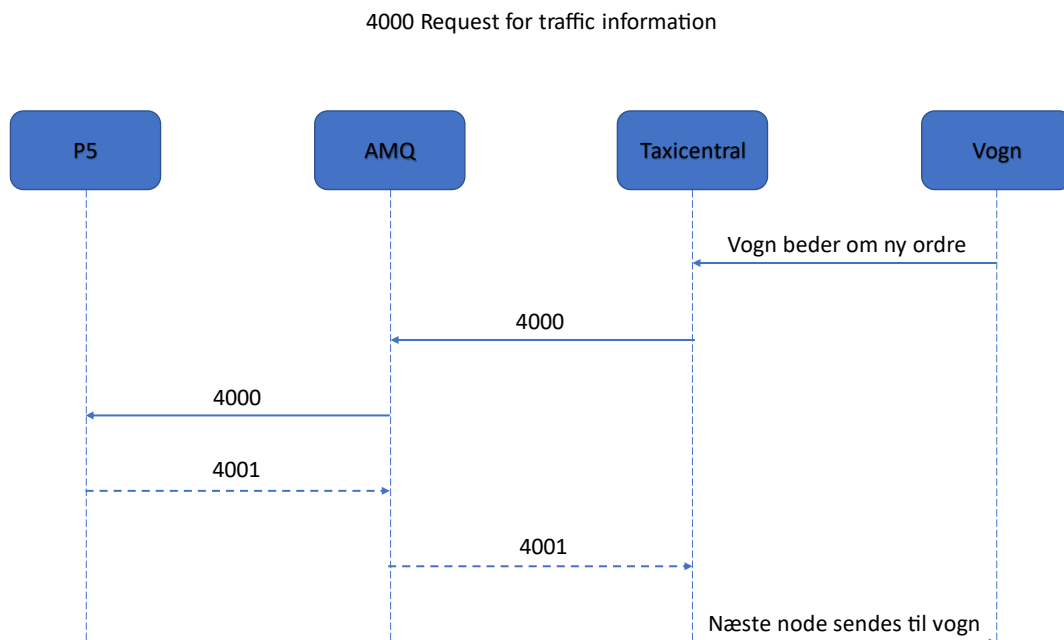 4000 Request for traffic information
P5
AMQ
Taxicentral
Vogn
Vogn beder om ny ordre
4000
4000
4001
4001
Næste node sendes til vogn